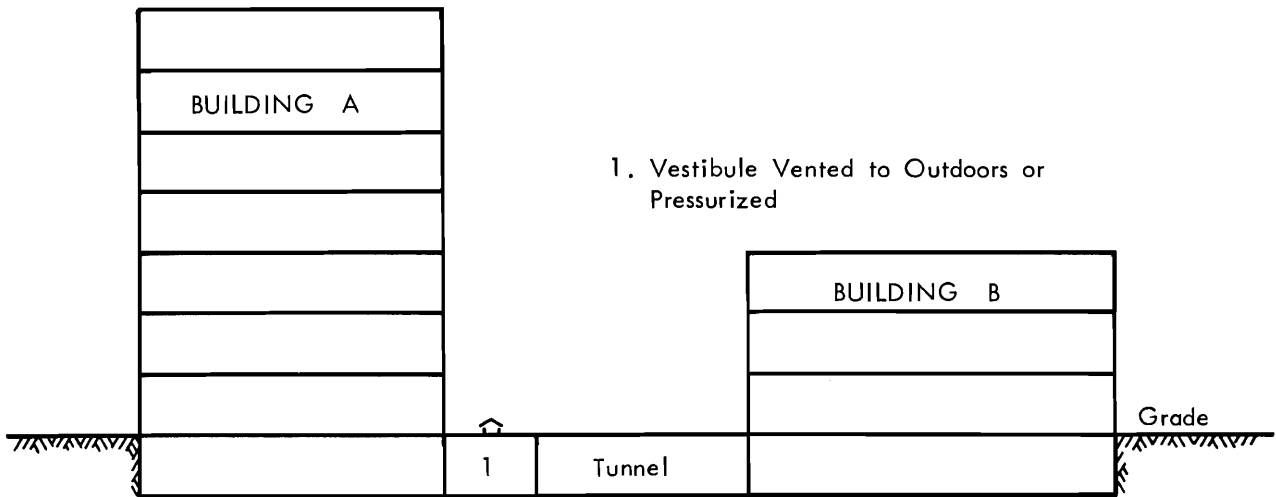 BUILDING A
1. Vestibule Vented to Outdoors or
Pressurized
BUILDING B
Grade
1
Tunnel